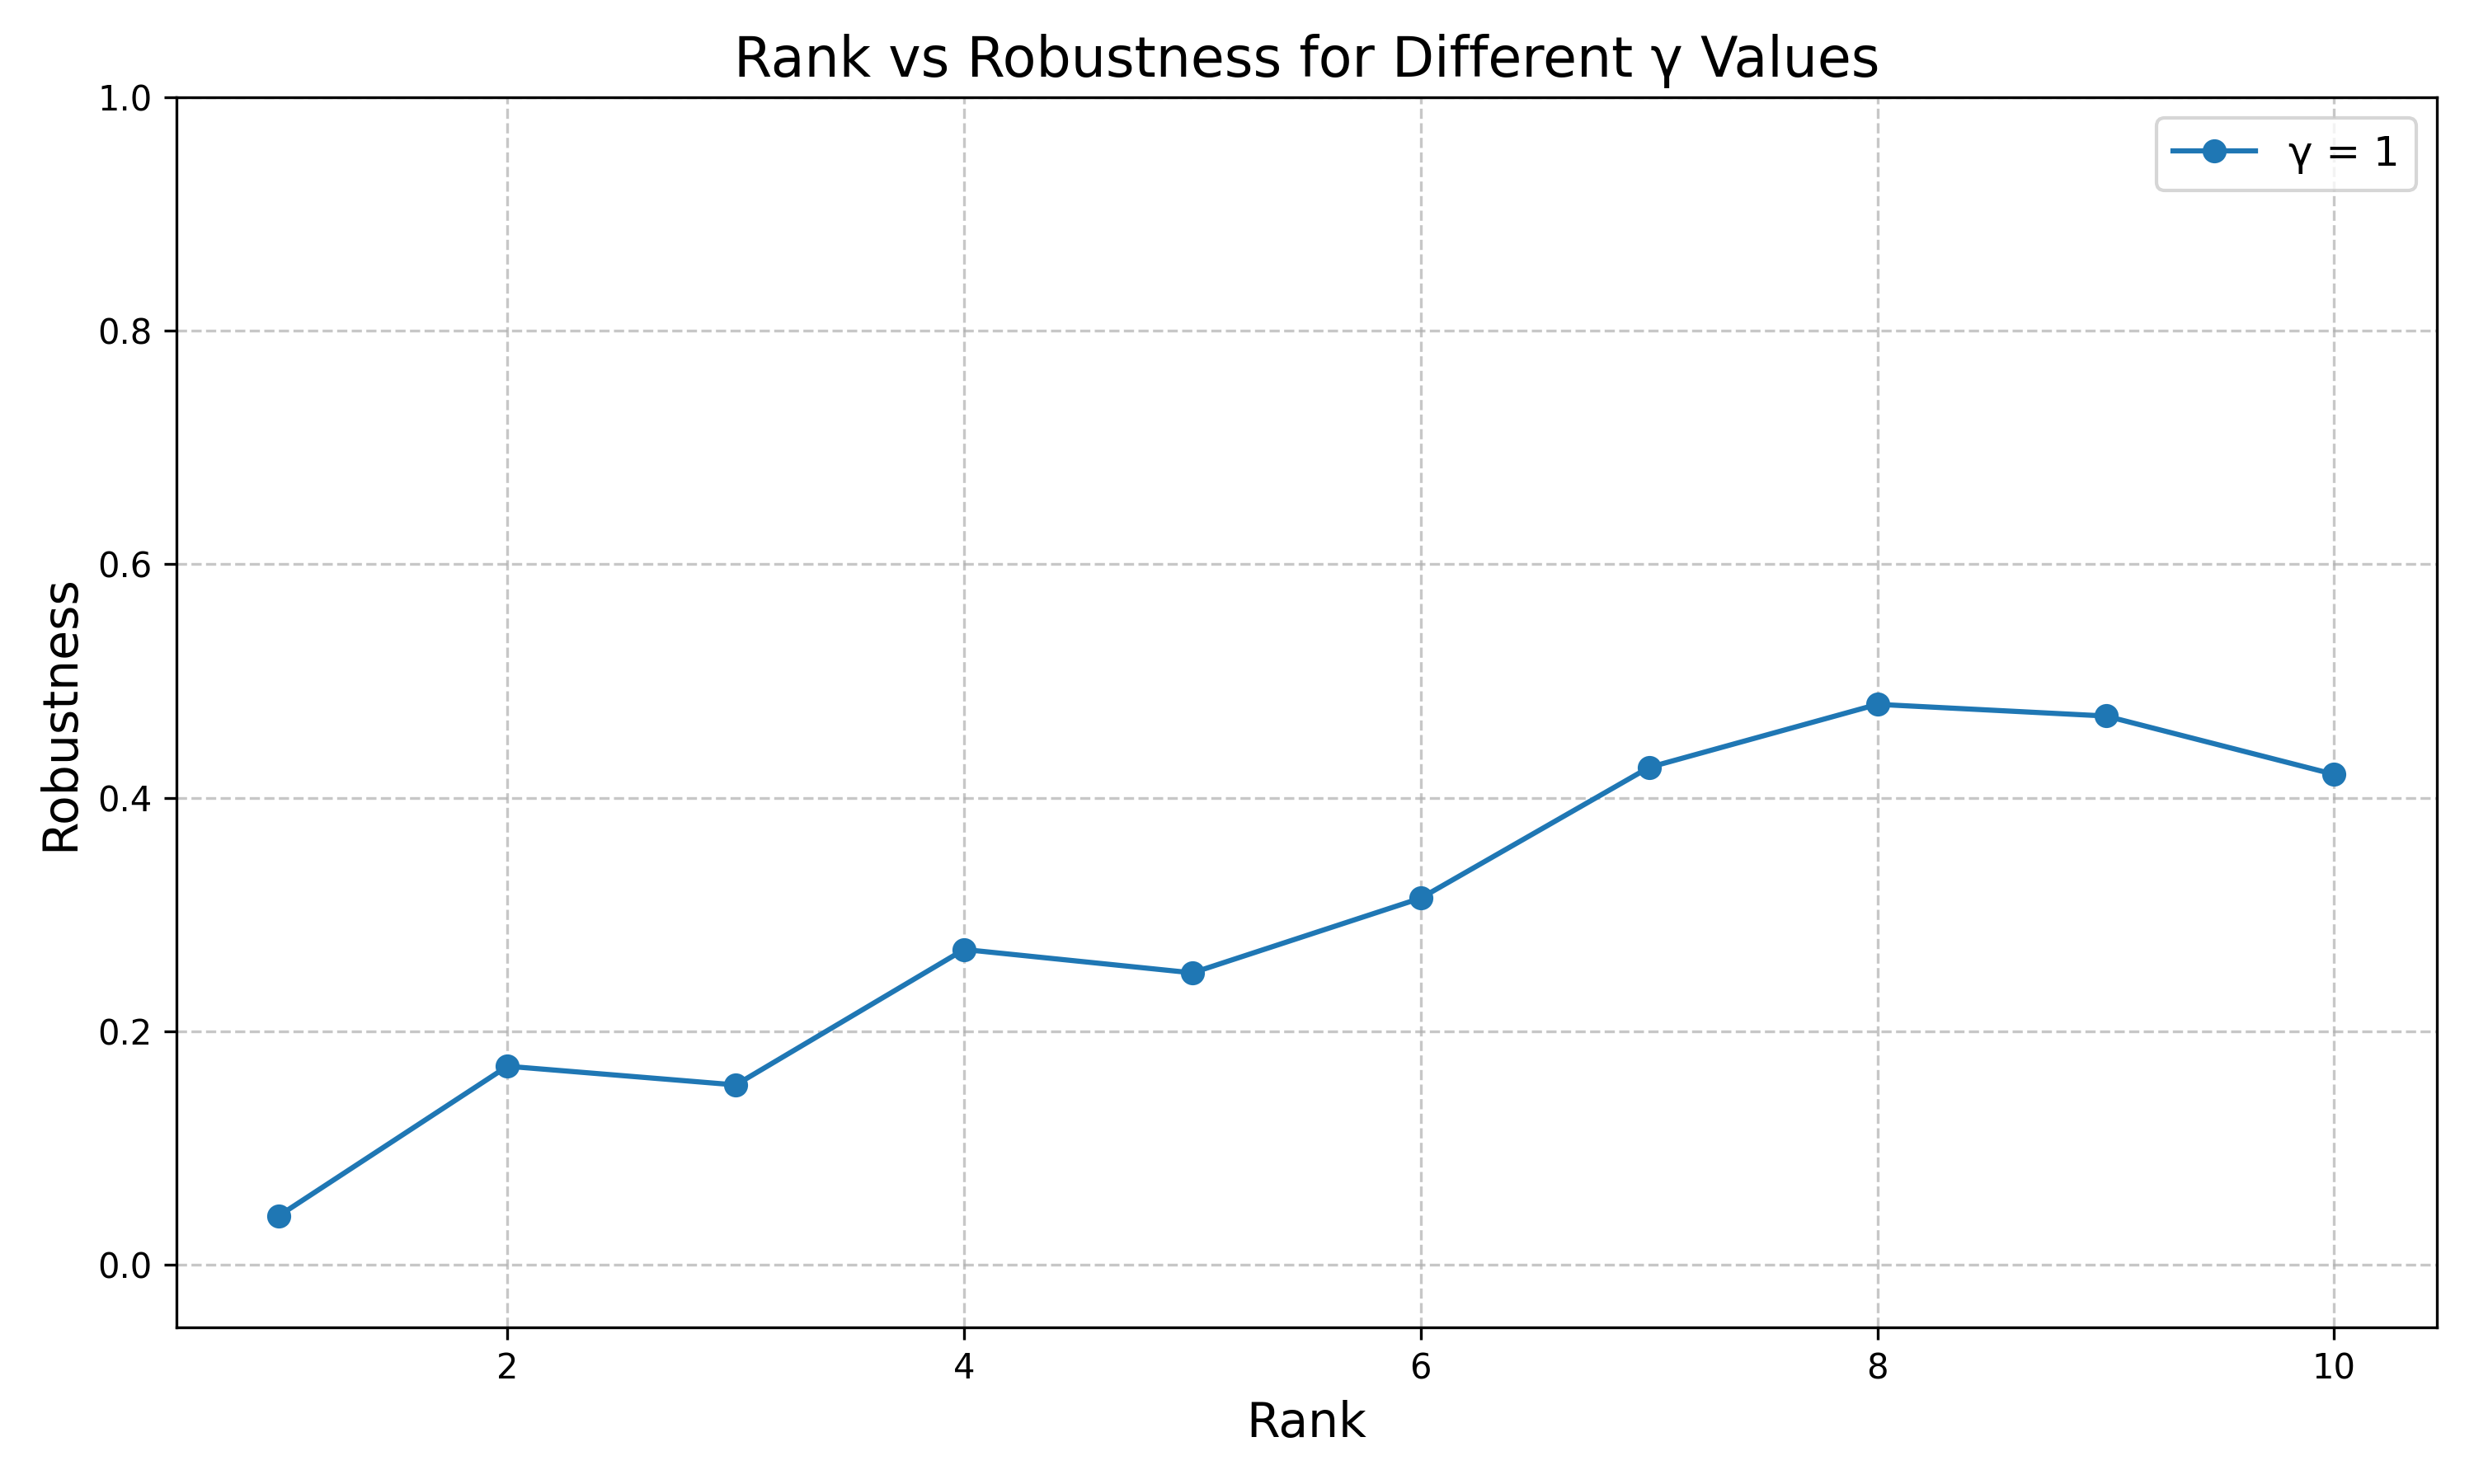 Rank vs Robustness for Different γ Values
γ = 1
1.0
0.8
0.6
0.4
0.2
0.0
Robustness
2 4 6 8 10
Rank